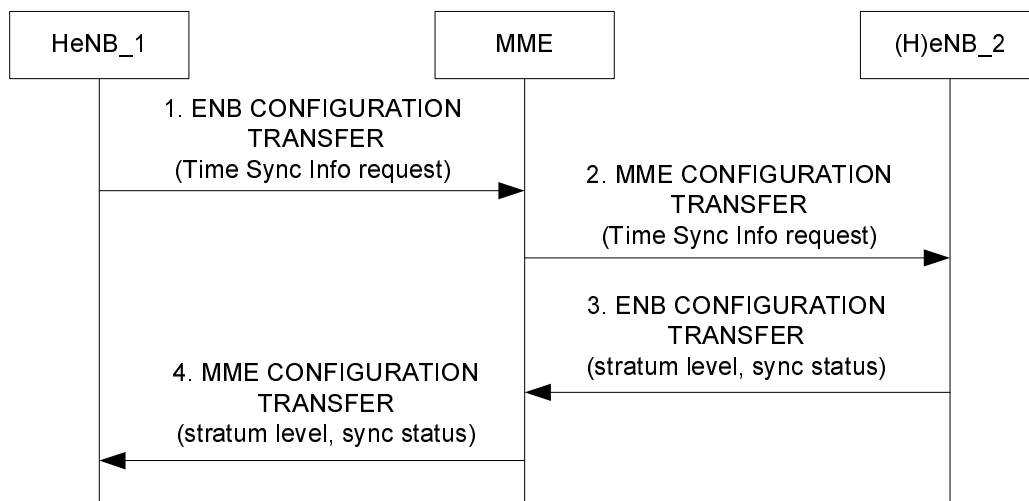 HeNB_1
MME
(H)eNB_2
1. ENB CONFIGURATION
TRANSFER
(Time Sync Info request)
2. MME CONFIGURATION
TRANSFER
(Time Sync Info request)
3. ENB CONFIGURATION
TRANSFER
(stratum level, sync status)
4. MME CONFIGURATION
TRANSFER
(stratum level, sync status)